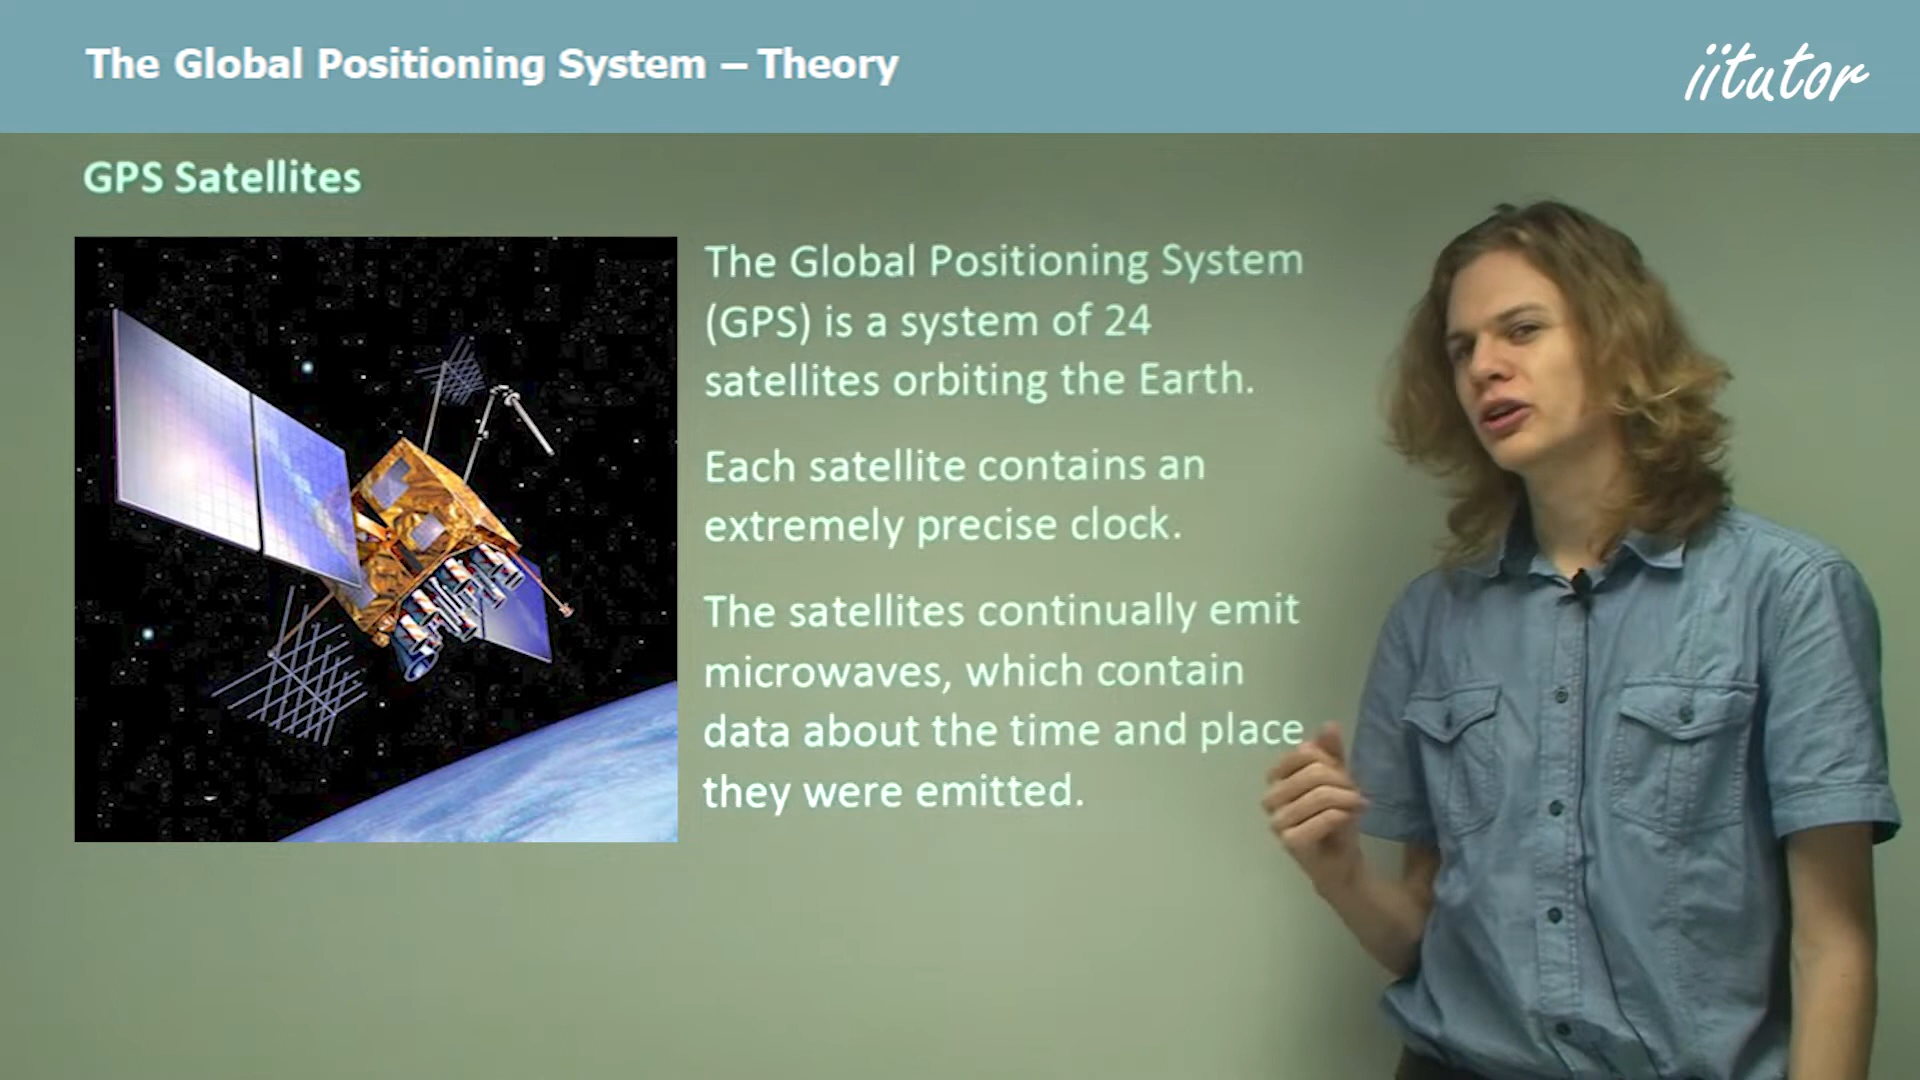 The Global Positioning System – Theory
iitutor
GPS Satellites
The Global Positioning System
(GPS) is a system of 24
satellites orbiting the Earth.
Each satellite contains an
extremely precise clock.
The satellites continually emit
microwaves, which contain
data about the time and place
they were emitted.